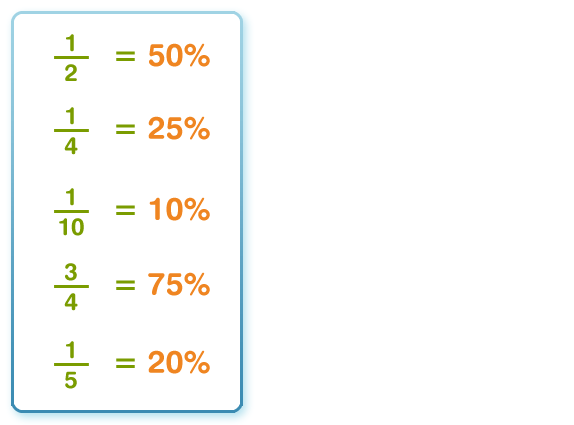 1/2 = 50%
1/4 = 25%
1/10 = 10%
3/4 = 75%
1/5 = 20%